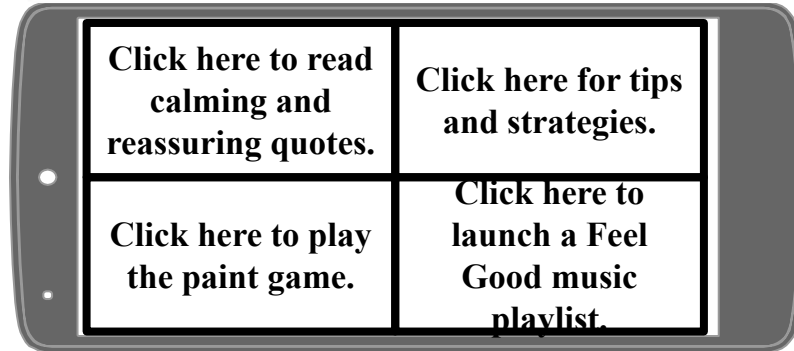 Click here to read
calming and
reassuring quotes.
Click here for tips
and strategies.
Click here to play
the paint game.
Click here to
launch a Feel
Good music
playlist.